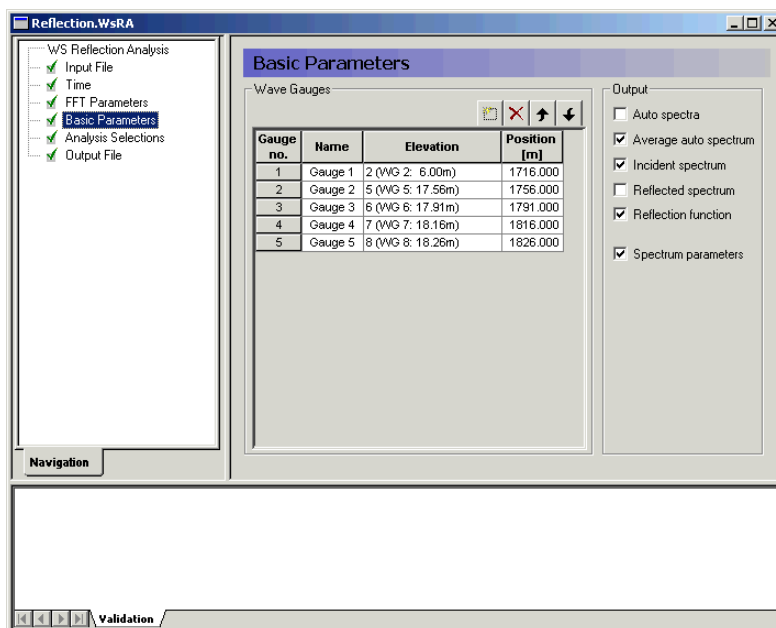 Reflection.WsRA
WS Reflection Analysis
Input File
Time
FFT Parameters
Basic Parameters
Analysis Selections
Output File
Navigation
Basic Parameters
Wave Gauges
Gauge no. Name Elevation Position [m]
1 Gauge 1 2 (WG 2: 6.00m) 1716.000
2 Gauge 2 5 (WG 5: 17.56m) 1756.000
3 Gauge 3 6 (WG 6: 17.91m) 1791.000
4 Gauge 4 7 (WG 7: 18.16m) 1816.000
5 Gauge 5 8 (WG 8: 18.26m) 1826.000
Output
Auto spectra
Average auto spectrum
Incident spectrum
Reflected spectrum
Reflection function
Spectrum parameters
Validation